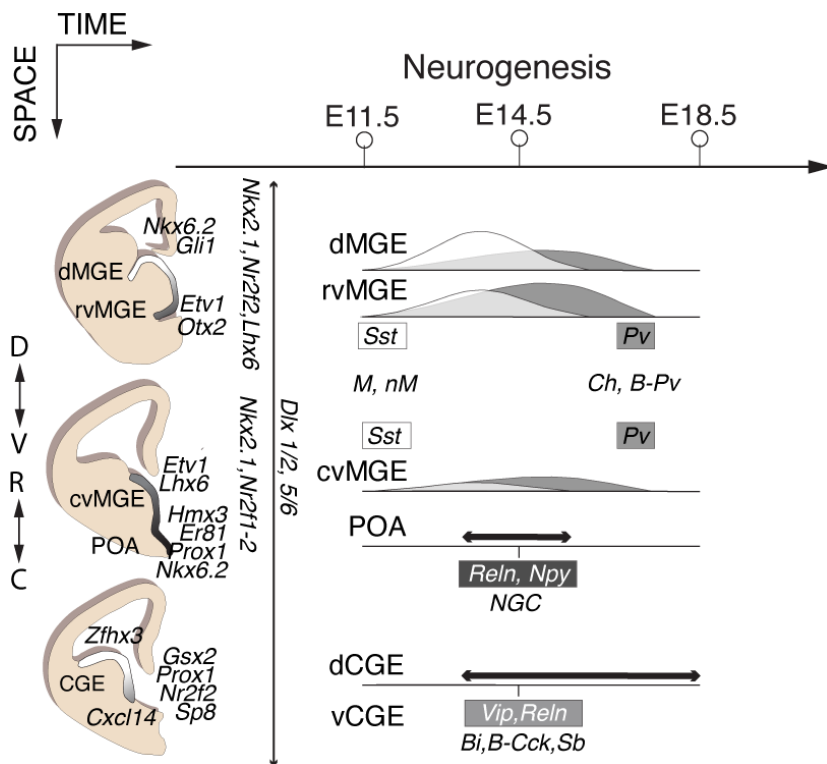 TIME
SPACE
Neurogenesis
E11.5 E14.5 E18.5
Nkx6.2
Gli1
dMGE
rvMGE
Etv1
Otx2
D
V
R
C
Etv1
Lhx6
cvMGE
Hmx3
Er81
POA
Prox1
Nkx6.2
Zfhx3
Gsx2
CGE
Prox1
Nr2f2
Cxcl14
Sp8
Nkx2.1,Nr2f2,Lhx6
Nkx2.1,Nr2f1-2
Dlx 1/2, 5/6
dMGE
rvMGE
Sst Pv
M, nM Ch, B-Pv
Sst Pv
cvMGE
POA
Reln, Npy
NGC
dCGE
vCGE
Vip,Reln
Bi,B-Cck,Sb